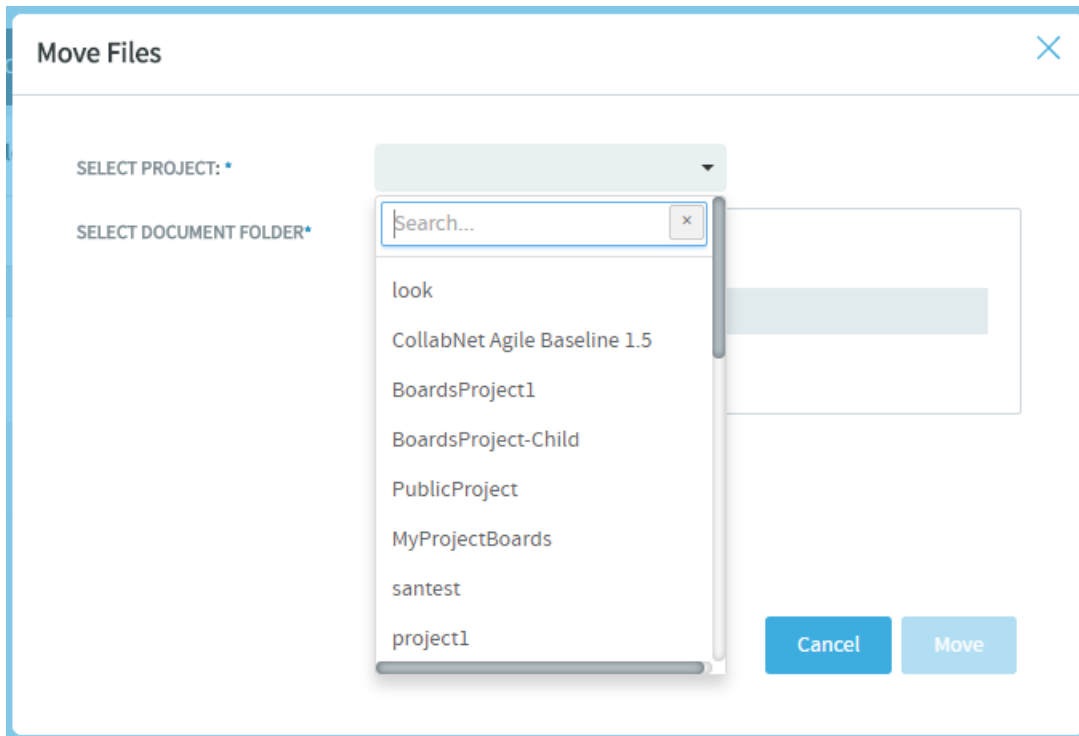 Move Files
SELECT PROJECT: *
Search...
SELECT DOCUMENT FOLDER*
look
CollabNet Agile Baseline 1.5
BoardsProject1
BoardsProject-Child
PublicProject
MyProjectBoards
santest
project1
Cancel
Move